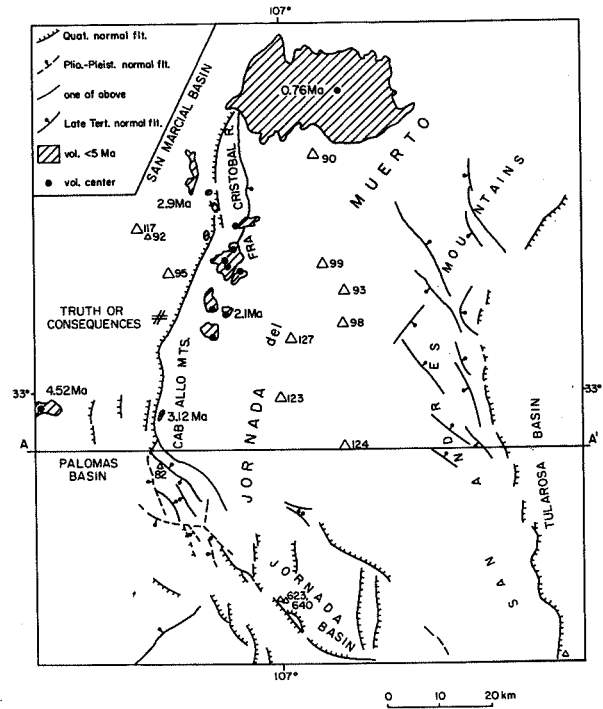 107°
Quat. normal flt.
Plio.-Pleist. normal flt.
one of above
Late Tert. normal flt.
vol. <5 Ma
vol. center
SAN MARCIAL BASIN
0.76Ma
CRISTOBAL R.
FRA
90
MUERTO
MOUNTAINS
2.9Ma
117
92
95
99
93
98
2.1Ma
TRUTH OR
CONSEQUENCES
127
del
CABALLO MTS.
33°
33°
4.52Ma
3.12Ma
123
JORNADA
ANDRES
SAN
A
A'
124
PALOMAS
BASIN
82
TULAROSA BASIN
JORNADA
BASIN
623,
640
107°
0 10 20 km